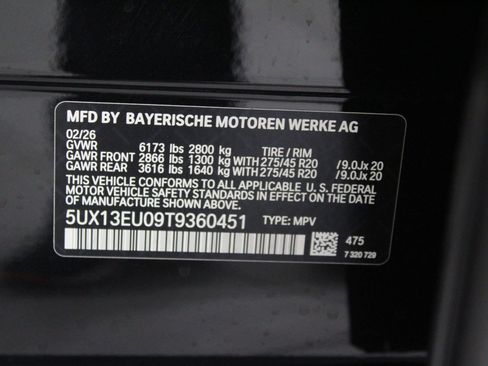 MFD BY BAYERISCHE MOTOREN WERKE AG
02/26
GVWR 6173 lbs 2800 kg TIRE / RIM
GAWR FRONT 2866 lbs 1300 kg WITH 275/45 R20 /9.0Jx 20
GAWR REAR 3616 lbs 1640 kg WITH 275/45 R20 /9.0Jx 20
THIS VEHICLE CONFORMS TO ALL APPLICABLE U.S. FEDERAL
MOTOR VEHICLE SAFETY STANDARDS IN EFFECT ON THE DATE
OF MANUFACTURE SHOWN ABOVE.
5UX13EU09T9360451 TYPE: MPV
475
7 320 729